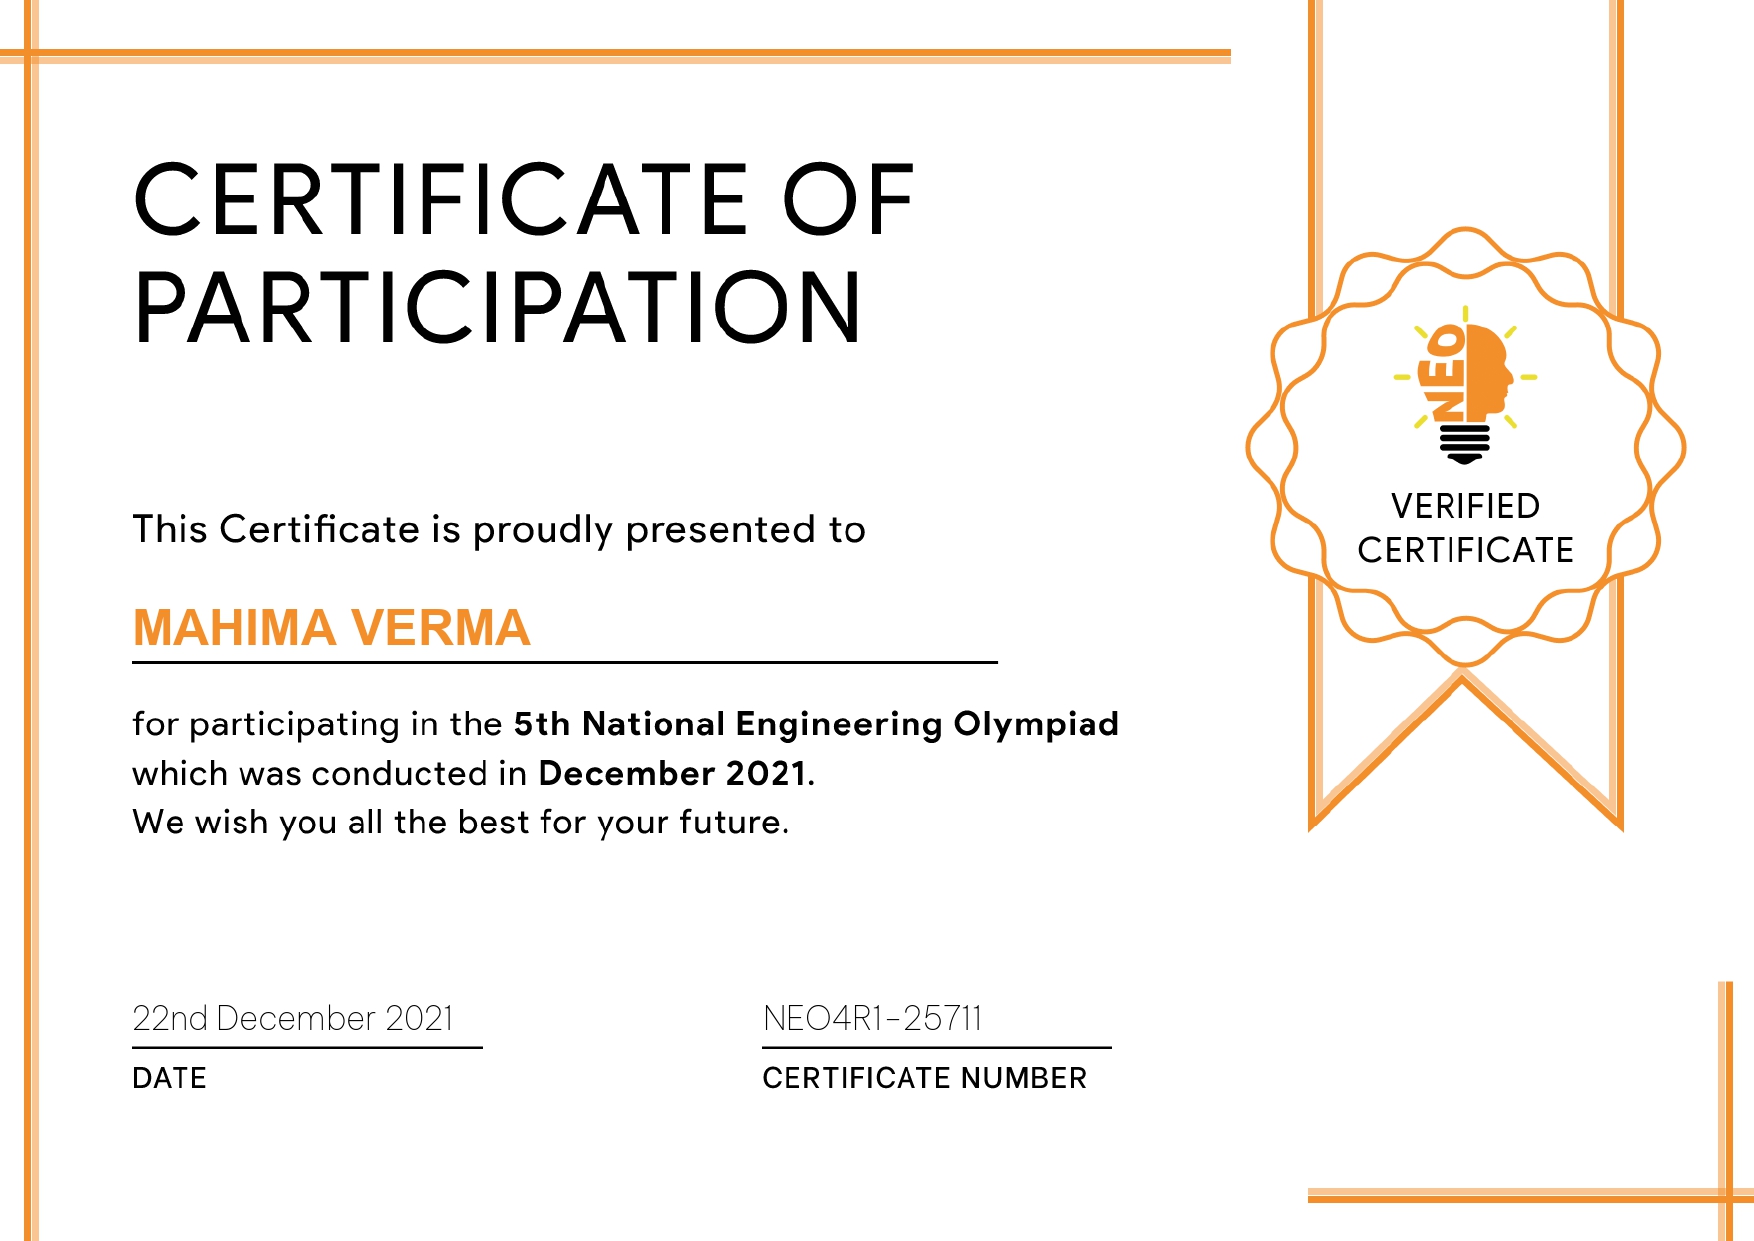 CERTIFICATE OF
PARTICIPATION
This Certificate is proudly presented to
MAHIMA VERMA
for participating in the 5th National Engineering Olympiad
which was conducted in December 2021.
We wish you all the best for your future.
22nd December 2021
DATE
NEO4R1-25711
CERTIFICATE NUMBER
NEO
VERIFIED
CERTIFICATE